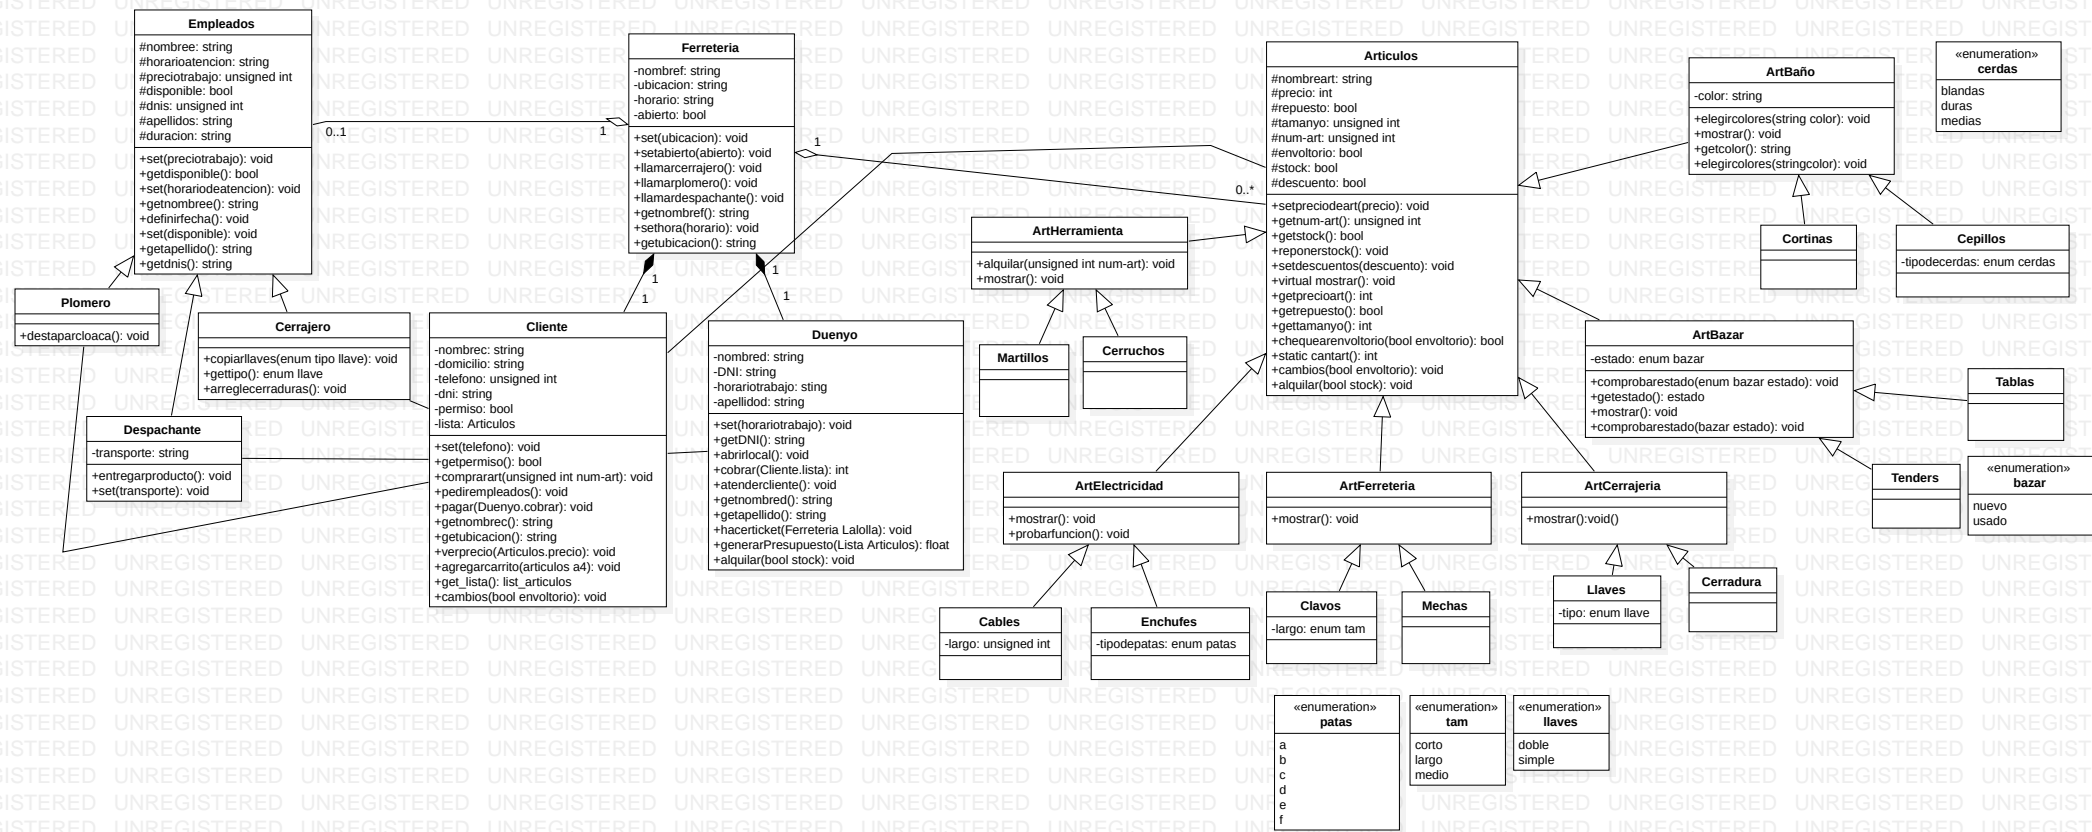 Empleados
#nombree: string
#horarioatencion: string
#preciotrabajo: unsigned int
#disponible: bool
#dnis: unsigned int
#apellidos: string
#duracion: string
+set(preciotrabajo): void
+getdisponible(): bool
+set(horariodeatencion): void
+getnombree(): string
+definirfecha(): void
+set(disponible): void
+getapellido(): string
+getdnis(): string
0..1
1
Ferreteria
-nombref: string
-ubicacion: string
-horario: string
-abierto: bool
+set(ubicacion): void
+setabierto(abierto): void
+llamarcerrajero(): void
+llamarplomero(): void
+llamardespachante(): void
+getnombref(): string
+sethora(horario): void
+getubicacion(): string
1
0..*
1
1
1
1
Articulos
#nombreart: string
#precio: int
#repuesto: bool
#tamanyo: unsigned int
#num-art: unsigned int
#envoltorio: bool
#stock: bool
#descuento: bool
+setpreciodeart(precio): void
+getnum-art(): unsigned int
+getstock(): bool
+reponerstock(): void
+setdescuentos(descuento): void
+virtual mostrar(): void
+getprecioart(): int
+getrepuesto(): bool
+gettamanyo(): int
+chequearenvoltorio(bool envoltorio): bool
+static cantart(): int
+cambios(bool envoltorio): void
+alquilar(bool stock): void
ArtBaño
-color: string
+elegircolores(string color): void
+mostrar(): void
+getcolor(): string
+elegircolores(stringcolor): void
«enumeration»
cerdas
blandas
duras
medias
Cortinas
Cepillos
-tipodecerdas: enum cerdas
ArtHerramienta
+alquilar(unsigned int num-art): void
+mostrar(): void
Martillos
Cerruchos
Plomero
+destaparcloaca(): void
Cerrajero
+copiarllaves(enum tipo llave): void
+gettipo(): enum llave
+arreglecerraduras(): void
Despachante
-transporte: string
+entregarproducto(): void
+set(transporte): void
Cliente
-nombrec: string
-domicilio: string
-telefono: unsigned int
-dni: string
-permiso: bool
-lista: Articulos
+set(telefono): void
+getpermiso(): bool
+comprarart(unsigned int num-art): void
+pedirempleados(): void
+pagar(Duenyo.cobrar): void
+getnombrec(): string
+getubicacion(): string
+verprecio(Articulos.precio): void
+agregarcarrito(articulos a4): void
+get_lista(): list_articulos
+cambios(bool envoltorio): void
Duenyo
-nombred: string
-DNI: string
-horariotrabajo: sting
-apellidod: string
+set(horariotrabajo): void
+getDNI(): string
+abrirlocal(): void
+cobrar(Cliente.lista): int
+atendercliente(): void
+getnombred(): string
+getapellido(): string
+hacerticket(Ferreteria Lalolla): void
+generarPresupuesto(Lista Articulos): float
+alquilar(bool stock): void
ArtBazar
-estado: enum bazar
+comprobarestado(enum bazar estado): void
+getestado(): estado
+mostrar(): void
+comprobarestado(bazar estado): void
Tablas
Tenders
«enumeration»
bazar
nuevo
usado
ArtElectricidad
+mostrar(): void
+probarfuncion(): void
ArtFerreteria
+mostrar(): void
ArtCerrajeria
+mostrar():void()
Cables
-largo: unsigned int
Enchufes
-tipodepatas: enum patas
Clavos
-largo: enum tam
Mechas
Llaves
-tipo: enum llave
Cerradura
«enumeration»
patas
a
b
c
d
e
f
«enumeration»
tam
corto
largo
medio
«enumeration»
llaves
doble
simple
UNREGISTERED